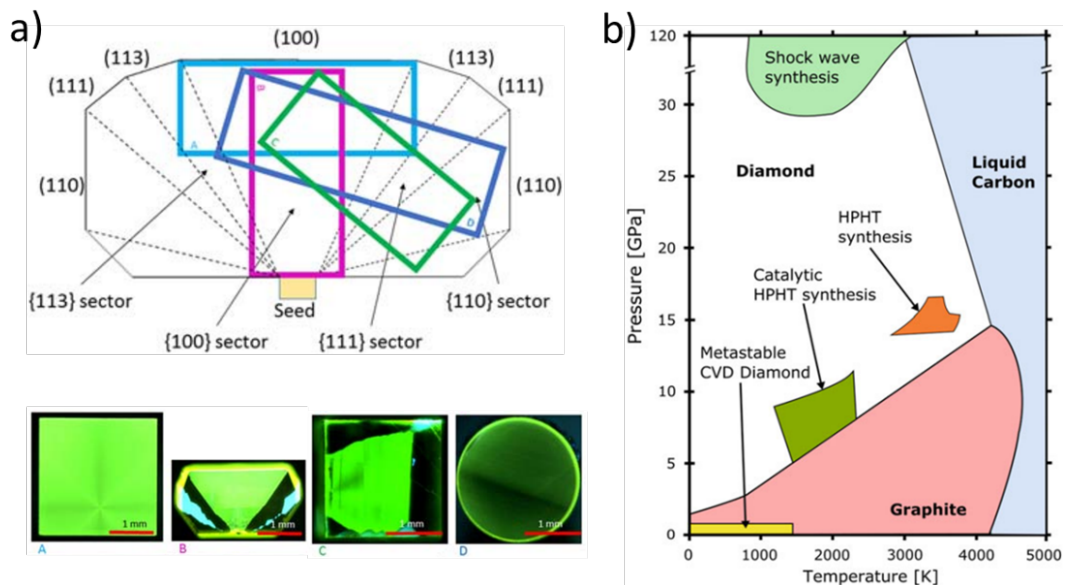 a)
(100)
(113)
(113)
(111)
(111)
(110)
(110)
B
A
C
D
{113} sector
Seed
{110} sector
{100} sector
{111} sector
1 mm
1 mm
1 mm
1 mm
A
B
C
D
b)
120
30
25
20
15
10
5
0
Pressure [GPa]
Shock wave
synthesis
Diamond
Liquid
Carbon
HPHT
synthesis
Catalytic
HPHT synthesis
Metastable
CVD Diamond
Graphite
0
1000
2000
3000
4000
5000
Temperature [K]